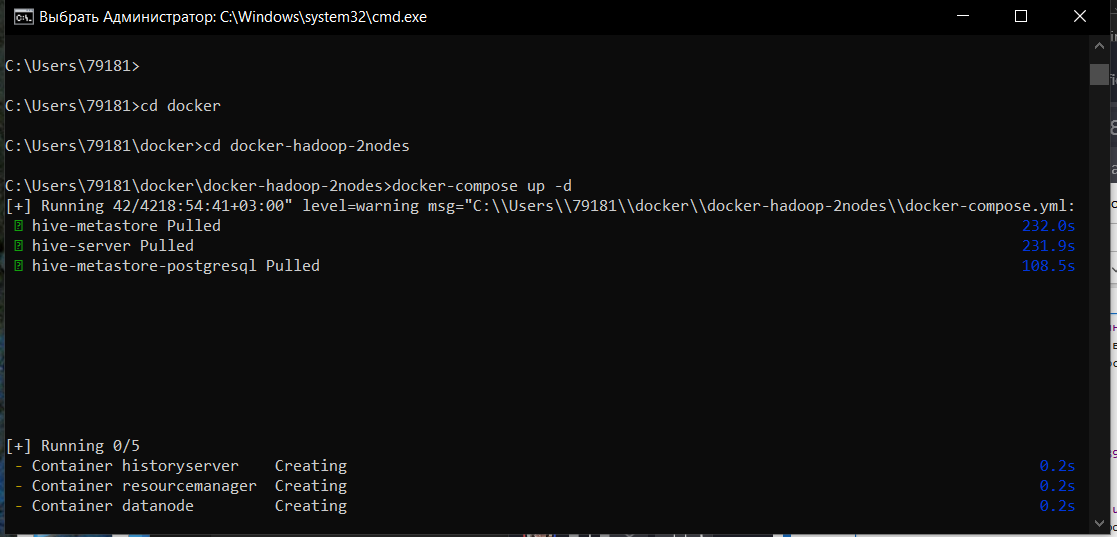 Выбрать Администратор: C:\Windows\system32\cmd.exe
C:\Users\79181>
C:\Users\79181>cd docker
C:\Users\79181\docker>cd docker-hadoop-2nodes
C:\Users\79181\docker\docker-hadoop-2nodes>docker-compose up -d
[+] Running 42/4218:54:41+03:00" level=warning msg="C:\\Users\\79181\\docker\\docker-hadoop-2nodes\\docker-compose.yml:
hive-metastore Pulled 232.0s
hive-server Pulled 231.9s
hive-metastore-postgresql Pulled 108.5s
[+] Running 0/5
- Container historyserver Creating 0.2s
- Container resourcemanager Creating 0.2s
- Container datanode Creating 0.2s